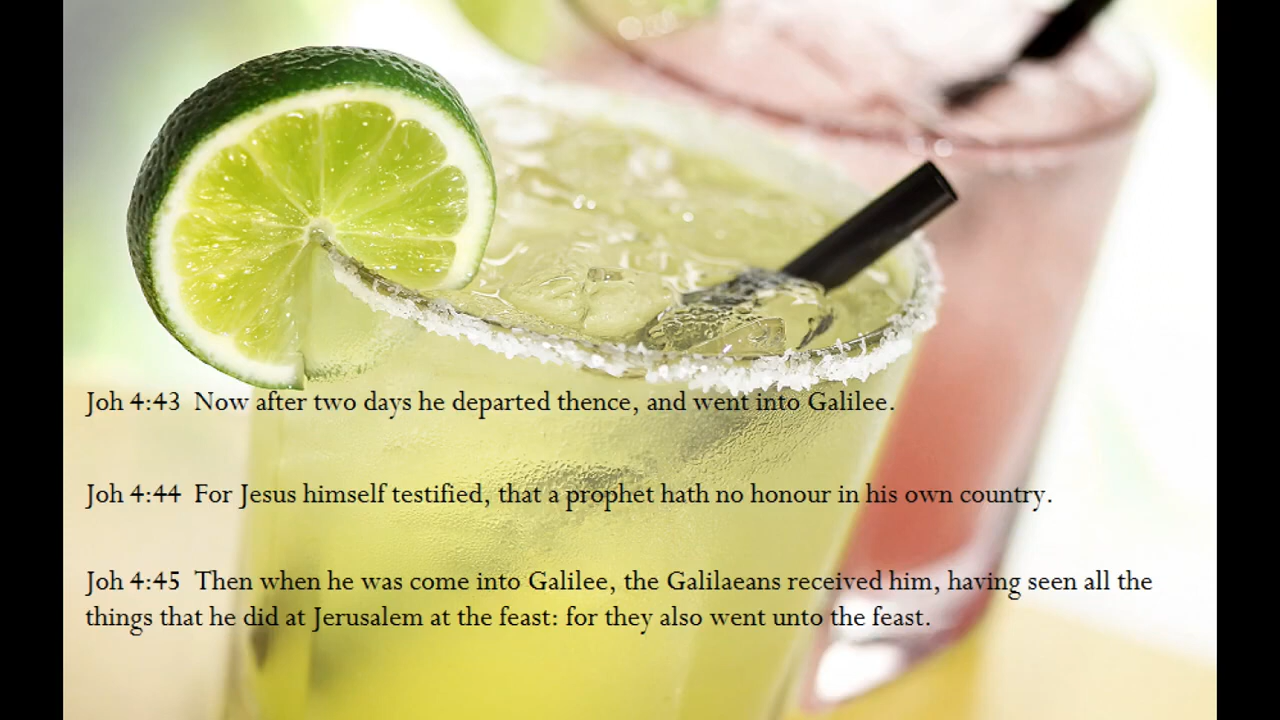 Joh 4:43  Now after two days he departed thence, and went into Galilee.
Joh 4:44  For Jesus himself testified, that a prophet hath no honour in his own country.
Joh 4:45  Then when he was come into Galilee, the Galilaeans received him, having seen all the
things that he did at Jerusalem at the feast: for they also went unto the feast.